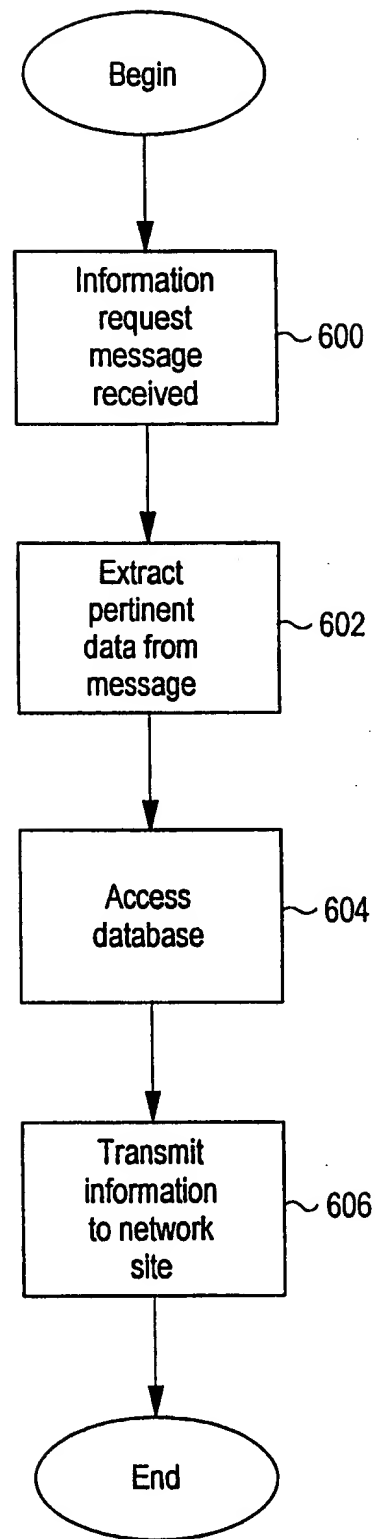 Begin
Information
request
message
received
600
Extract
pertinent
data from
message
602
Access
database
604
Transmit
information
to network
site
606
End